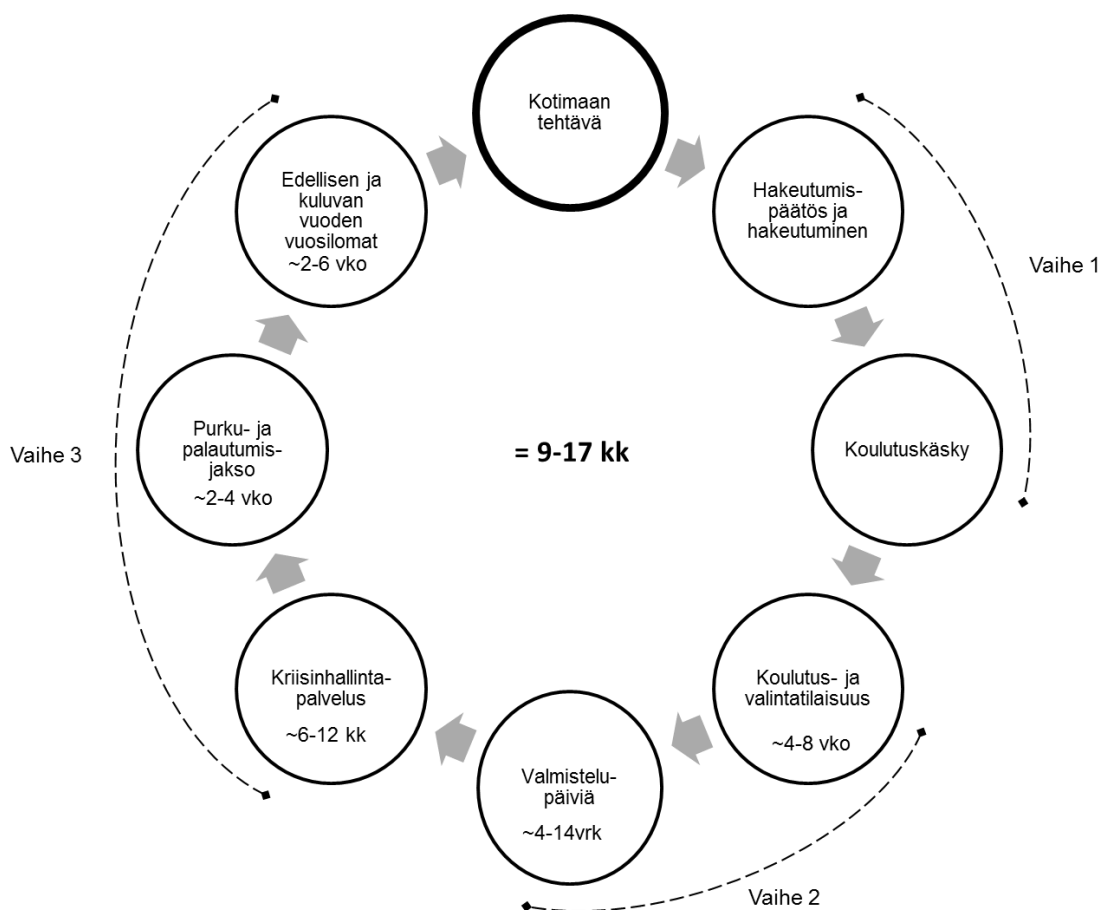 Kotimaan
tehtävä
Hakeutumis-
päätös ja
hakeutuminen
Vaihe 1
Koulutuskäsky
Koulutus- ja
valintatilaisuus
~4-8 vko
Vaihe 2
Valmistelu-
päiviä
~4-14vrk
Kriisinhallinta-
palvelus
~6-12 kk
Purku- ja
palautumis-
jakso
~2-4 vko
Vaihe 3
Edellisen ja
kuluvan
vuoden
vuosilomat
~2-6 vko
= 9-17 kk